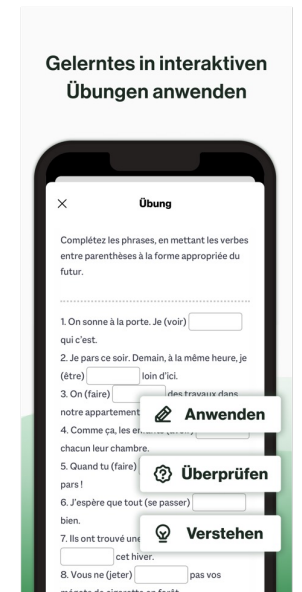 Gelerntes in interaktiven
Übungen anwenden
Übung
Complétez les phrases, en mettant les verbes
entre parenthèses à la forme appropriée du
futur.
1. On sonne à la porte. Je (voir)
qui c'est.
2. Je pars ce soir. Demain, à la même heure, je
(être) loin d'ici.
3. On (faire) des travaux dans
notre appartement
Anwenden
4. Comme ça, les
chacun leur chambre.
5. Quand tu (faire)
Überprüfen
pars !
6. J'espère que tout (se passer)
bien.
Verstehen
7. Ils ont trouvé une
cet hiver.
8. Vous ne (jeter) pas vos